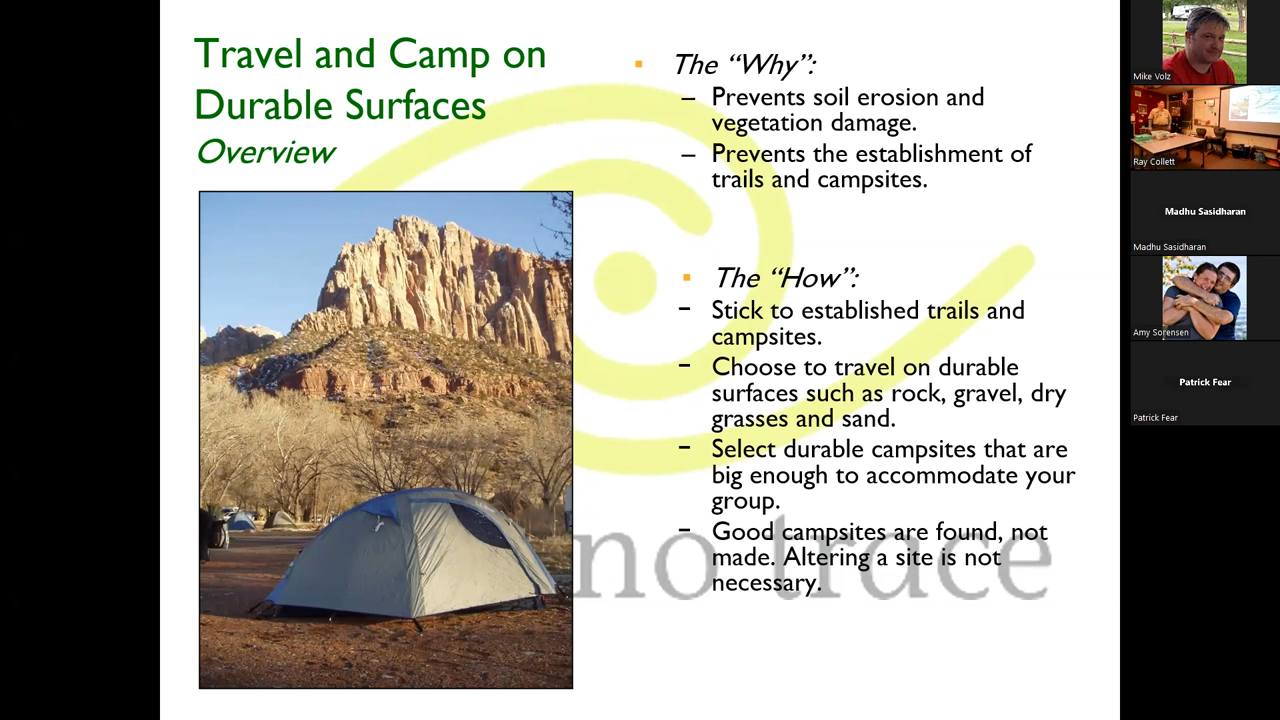 Travel and Camp on
Durable Surfaces
Overview
▪ The “Why”:
– Prevents soil erosion and
vegetation damage.
– Prevents the establishment of
trails and campsites.
▪ The “How”:
– Stick to established trails and
campsites.
– Choose to travel on durable
surfaces such as rock, gravel, dry
grasses and sand.
– Select durable campsites that are
big enough to accommodate your
group.
– Good campsites are found, not
made. Altering a site is not
necessary.
no trace
Mike Volz
Ray Collett
Madhu Sasidharan
Madhu Sasidharan
Amy Sorensen
Patrick Fear
Patrick Fear